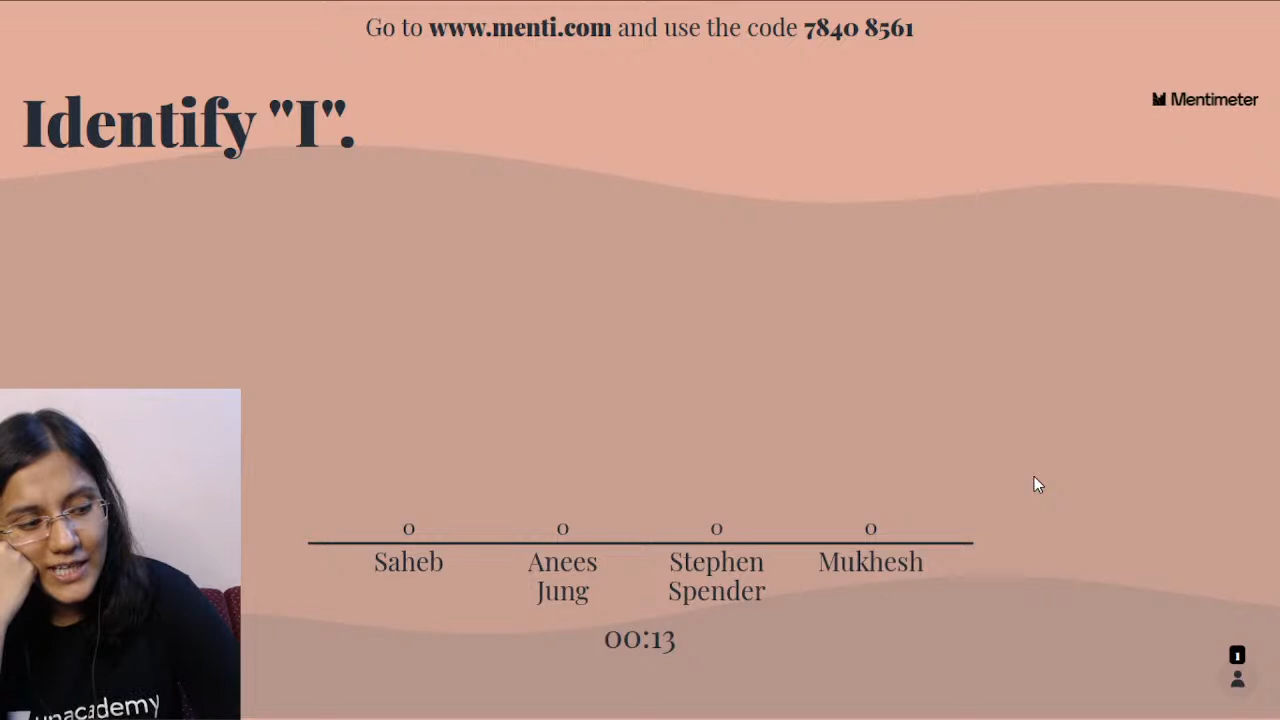 Go to www.menti.com and use the code 7840 8561
Identify "I".
Mentimeter
0 0 0 0
Saheb Anees Jung Stephen Spender Mukhesh
00:13
1
unacademy